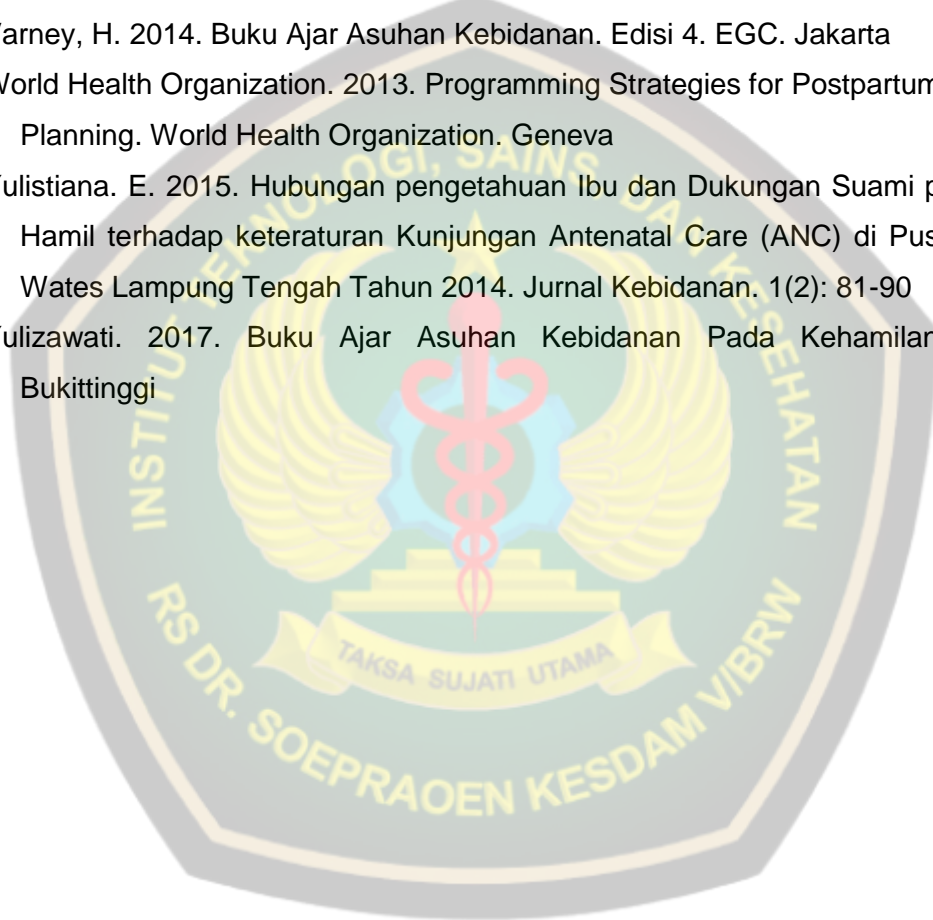 arney, H. 2014. Buku Ajar Asuhan Kebidanan. Edisi 4. EGC. Jakarta
World Health Organization. 2013. Programming Strategies for Postpartum
Planning. World Health Organization. Geneva
ulistiana. E. 2015. Hubungan pengetahuan Ibu dan Dukungan Suami p
Hamil terhadap keteraturan Kunjungan Antenatal Care (ANC) di Pus
Wates Lampung Tengah Tahun 2014. Jurnal Kebidanan. 1(2): 81-90
ulizawati. 2017. Buku Ajar Asuhan Kebidanan Pada Kehamilan
Bukittinggi
INSTITUT TEKNOLOGI, SAINS DAN KESEHATAN
TAKSA SUJATI UTAMA
RS DR. SOEPRAOEN KESDAM V/BRW